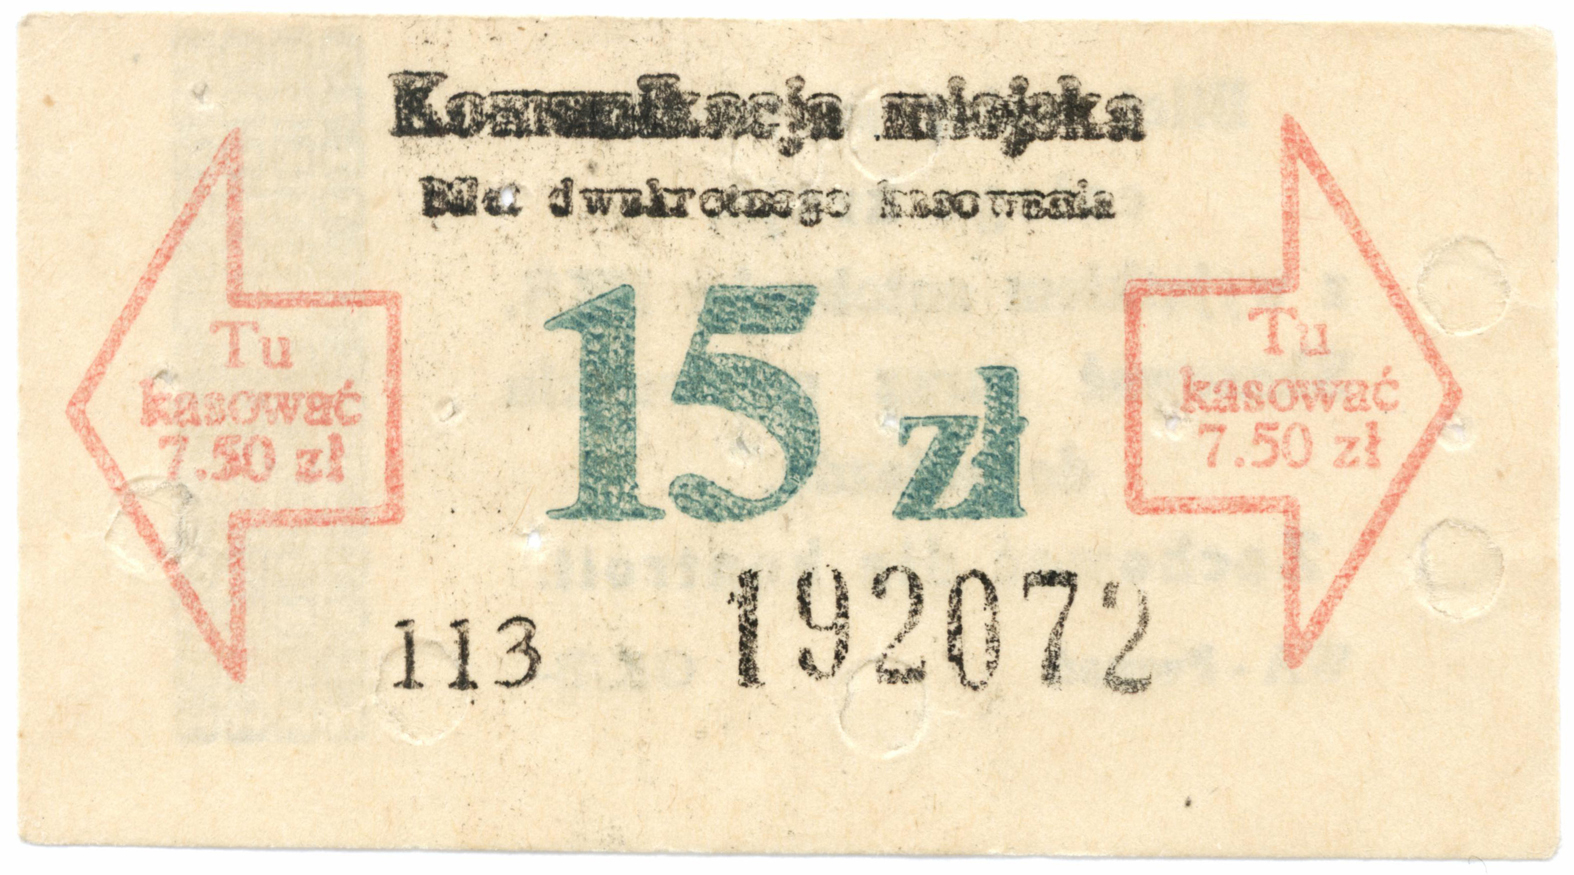 Komunikacja miejska
Bilet dwukrotnego kasowania
Tu
kasować
7.50 zł
15 zł
Tu
kasować
7.50 zł
113 192072